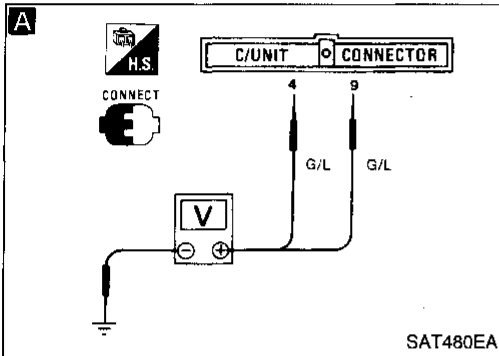 A
H.S.
C/UNIT CONNECTOR
CONNECT
4 9
G/L G/L
V
SAT480EA